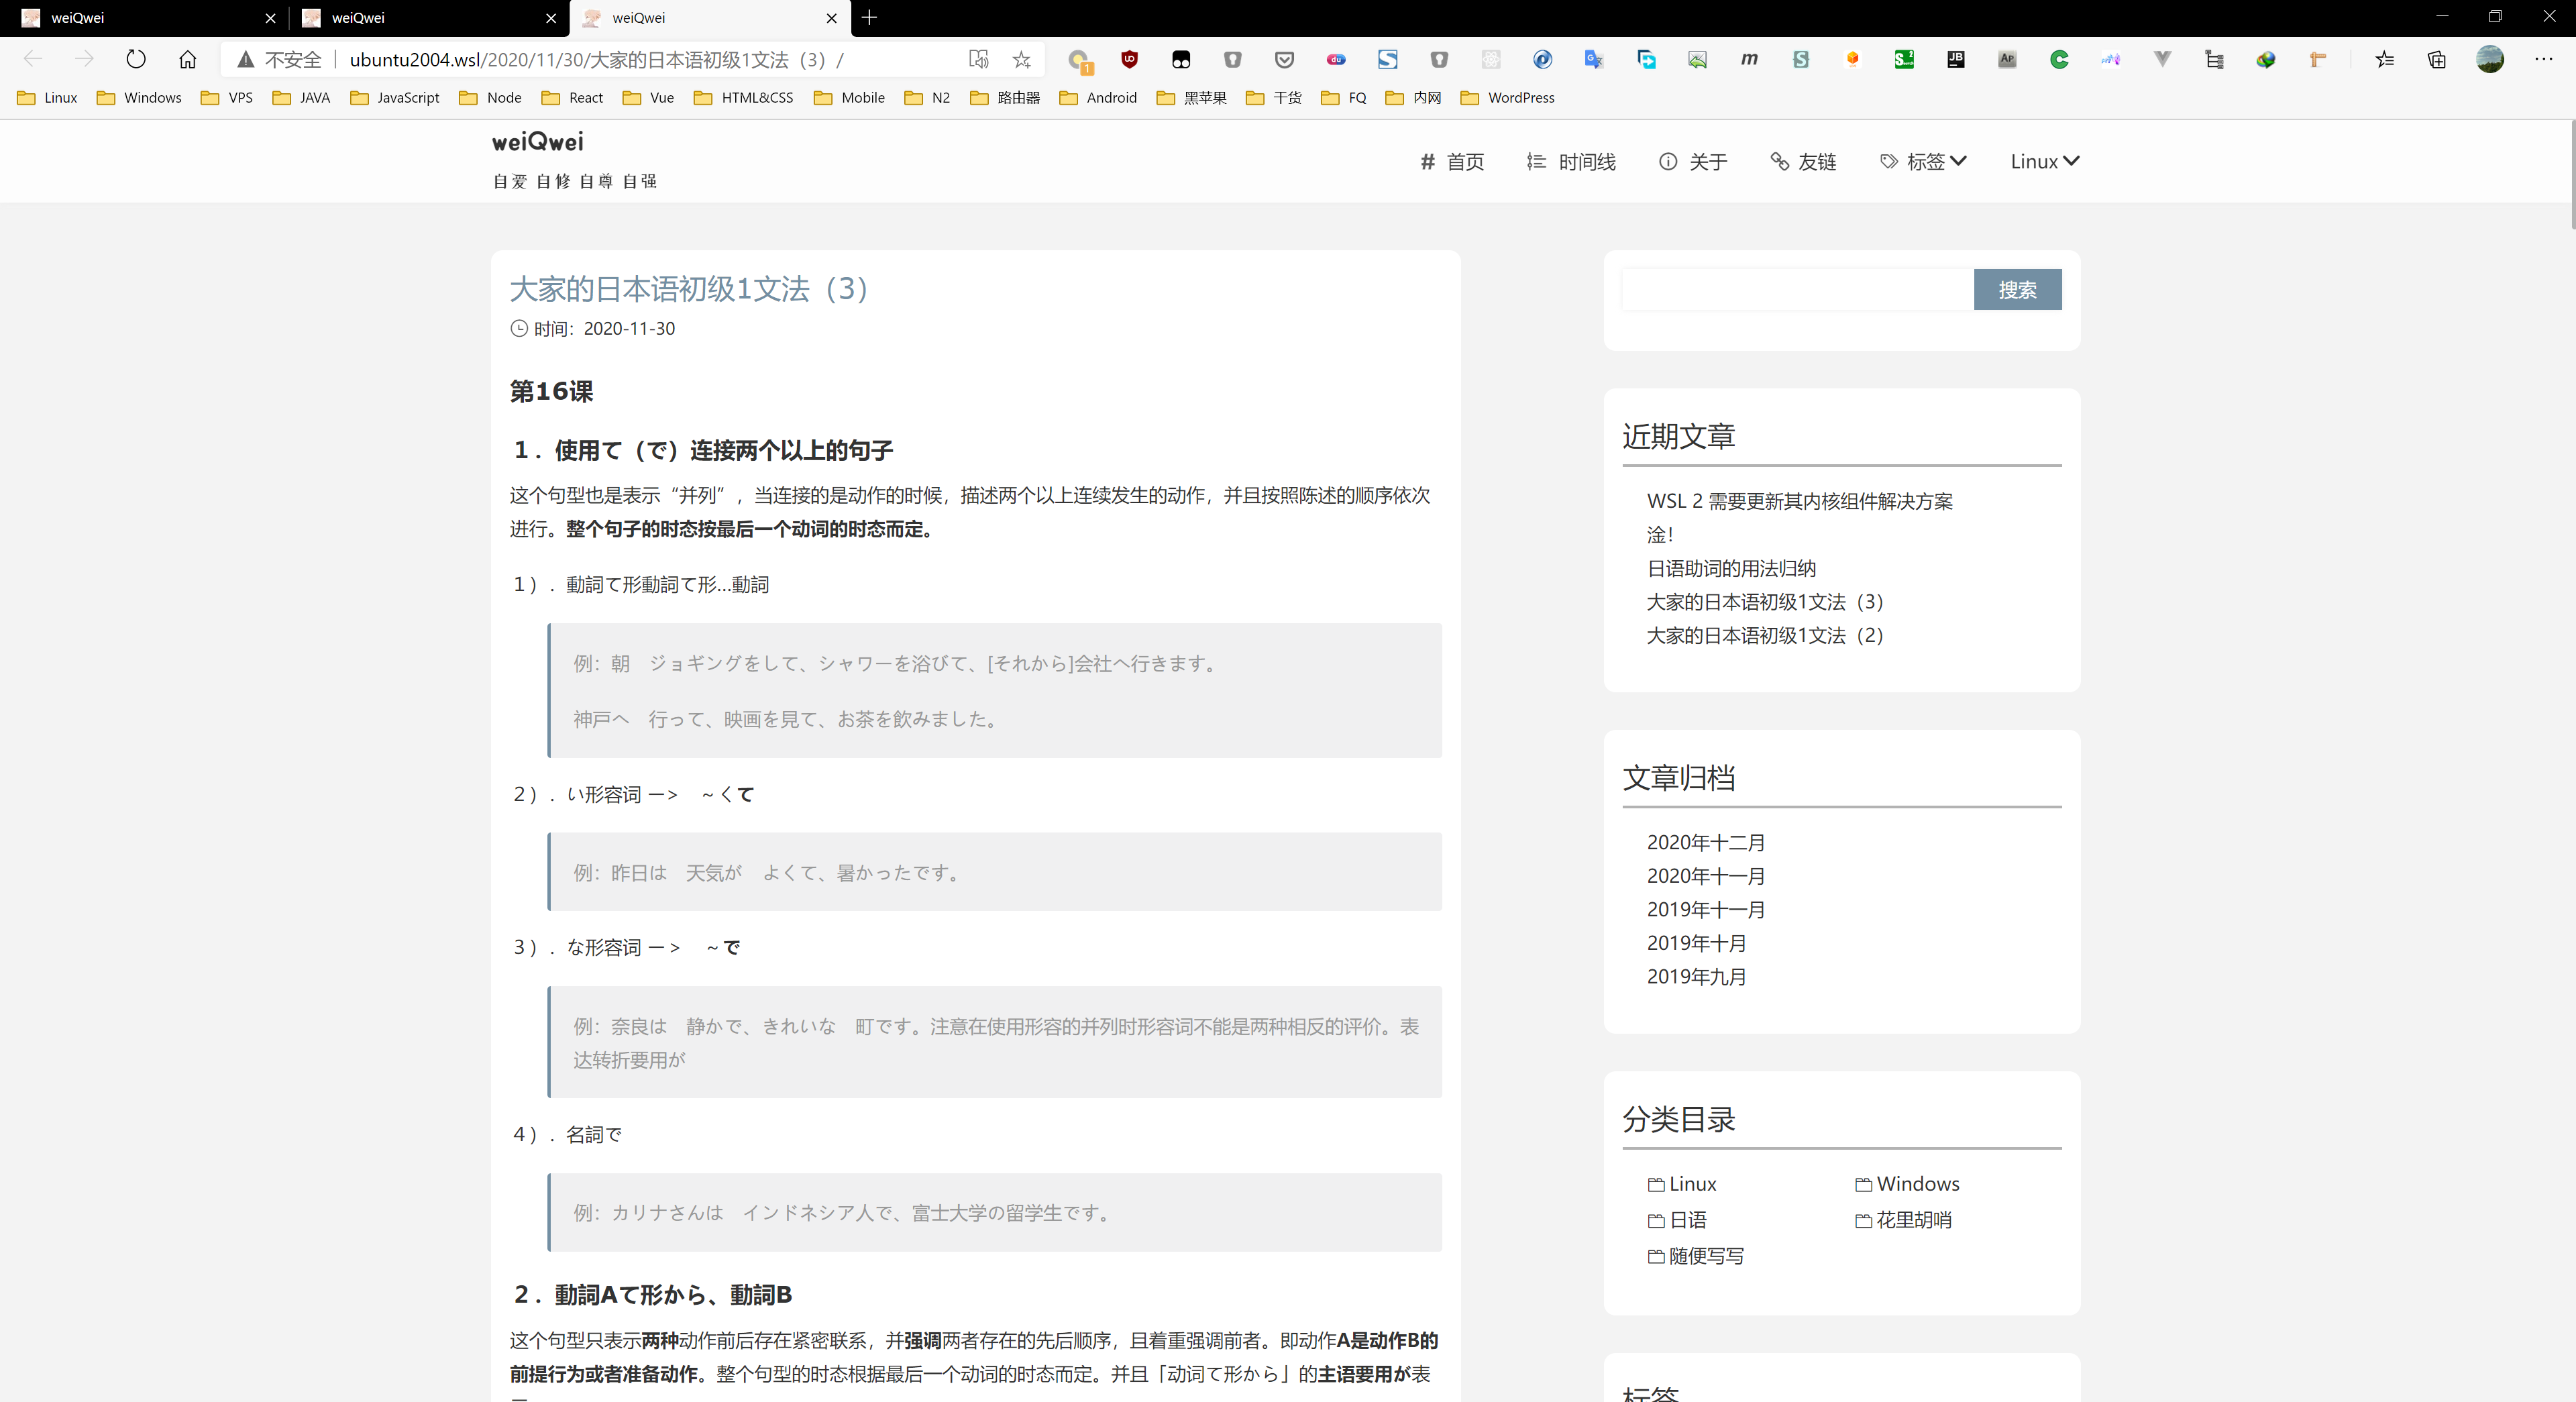 weiQwei
weiQwei
weiQwei
不安全
ubuntu2004.wsl/2020/11/30/大家的日本语初级1文法（3）/
Linux
Windows
VPS
JAVA
JavaScript
Node
React
Vue
HTML&CSS
Mobile
N2
路由器
Android
黑苹果
干货
FQ
内网
WordPress
weiQwei
自爱 自修 自尊 自强
首页
时间线
关于
友链
标签
Linux
大家的日本语初级1文法（3）
时间：2020-11-30
第16课
１．使用て（で）连接两个以上的句子
这个句型也是表示“并列”，当连接的是动作的时候，描述两个以上连续发生的动作，并且按照陈述的顺序依次
进行。整个句子的时态按最后一个动词的时态而定。
１）．動詞て形動詞て形…動詞
例：朝　ジョギングをして、シャワーを浴びて、[それから]会社へ行きます。
神戸へ　行って、映画を見て、お茶を飲みました。
２）．い形容词 ー>　～くて
例：昨日は　天気が　よくて、暑かったです。
３）．な形容词 ー >　～で
例：奈良は　静かで、きれいな　町です。注意在使用形容的并列时形容词不能是两种相反的评价。表
达转折要用が
４）．名詞で
例：カリナさんは　インドネシア人で、富士大学の留学生です。
２．動詞Aて形から、動詞B
这个句型只表示两种动作前后存在紧密联系，并强调两者存在的先后顺序，且着重强调前者。即动作A是动作B的
前提行为或者准备动作。整个句型的时态根据最后一个动词的时态而定。并且「动词て形から」的主语要用が表
搜索
近期文章
WSL 2 需要更新其内核组件解决方案
淦！
日语助词的用法归纳
大家的日本语初级1文法（3）
大家的日本语初级1文法（2）
文章归档
2020年十二月
2020年十一月
2019年十一月
2019年十月
2019年九月
分类目录
Linux
Windows
日语
花里胡哨
随便写写
标签